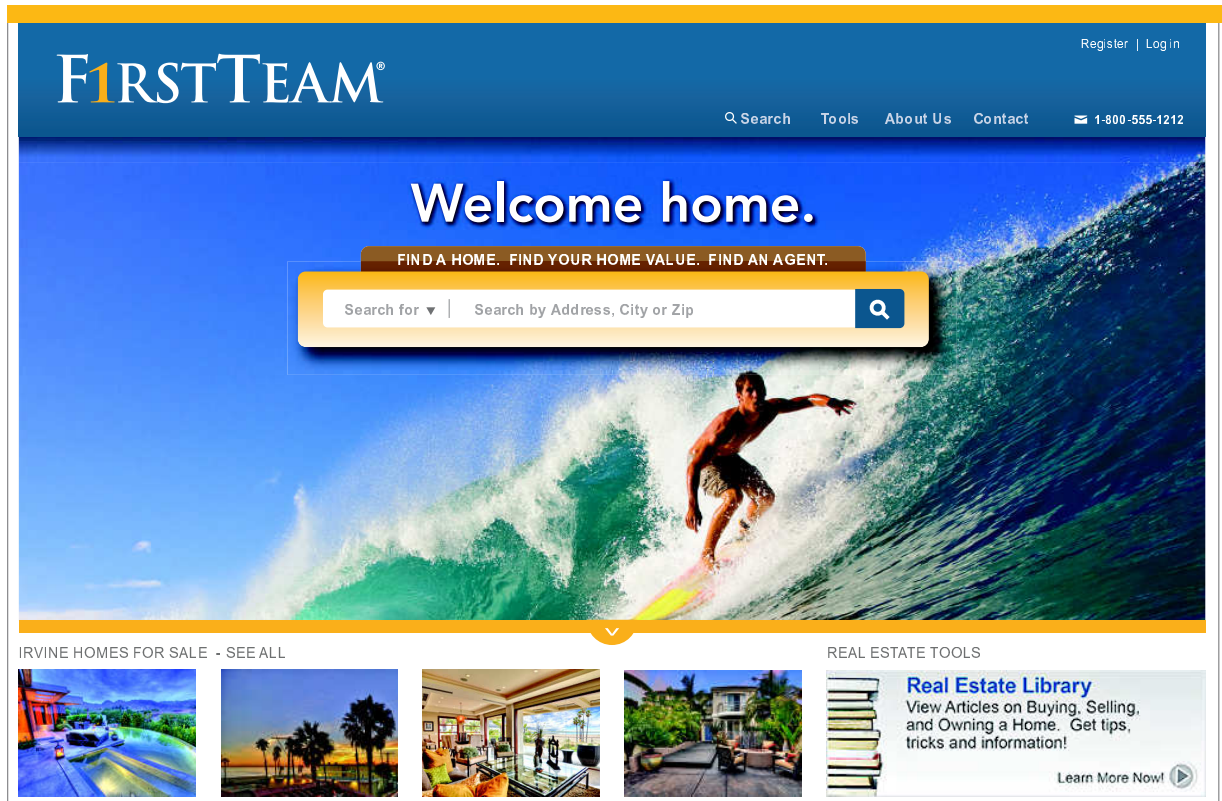 Register | Login
F1RSTTEAM®
Search Tools About Us Contact 1-800-555-1212
Welcome home.
FIND A HOME. FIND YOUR HOME VALUE. FIND AN AGENT.
Search for ▼ | Search by Address, City or Zip
IRVINE HOMES FOR SALE - SEE ALL
REAL ESTATE TOOLS
Real Estate Library
View Articles on Buying, Selling,
and Owning a Home. Get tips,
tricks and information!
Learn More Now!